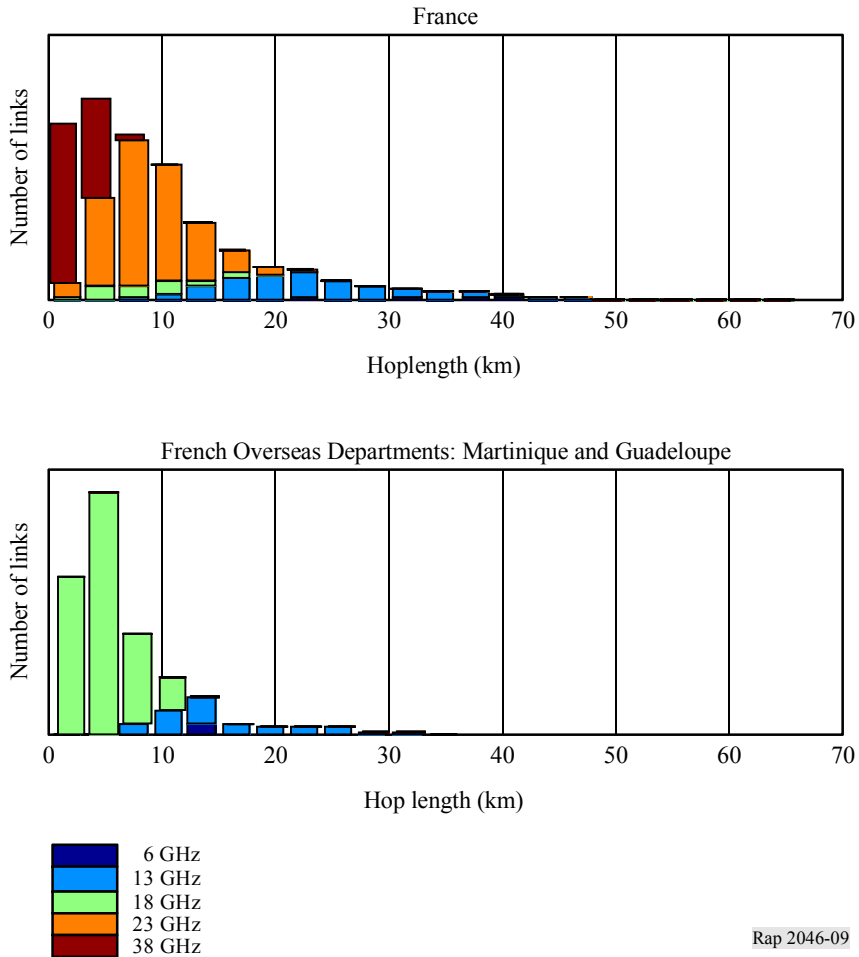 France
Number of links
0 10 20 30 40 50 60 70
Hoplength (km)
French Overseas Departments: Martinique and Guadeloupe
Number of links
0 10 20 30 40 50 60 70
Hop length (km)
6 GHz
13 GHz
18 GHz
23 GHz
38 GHz
Rap 2046-09